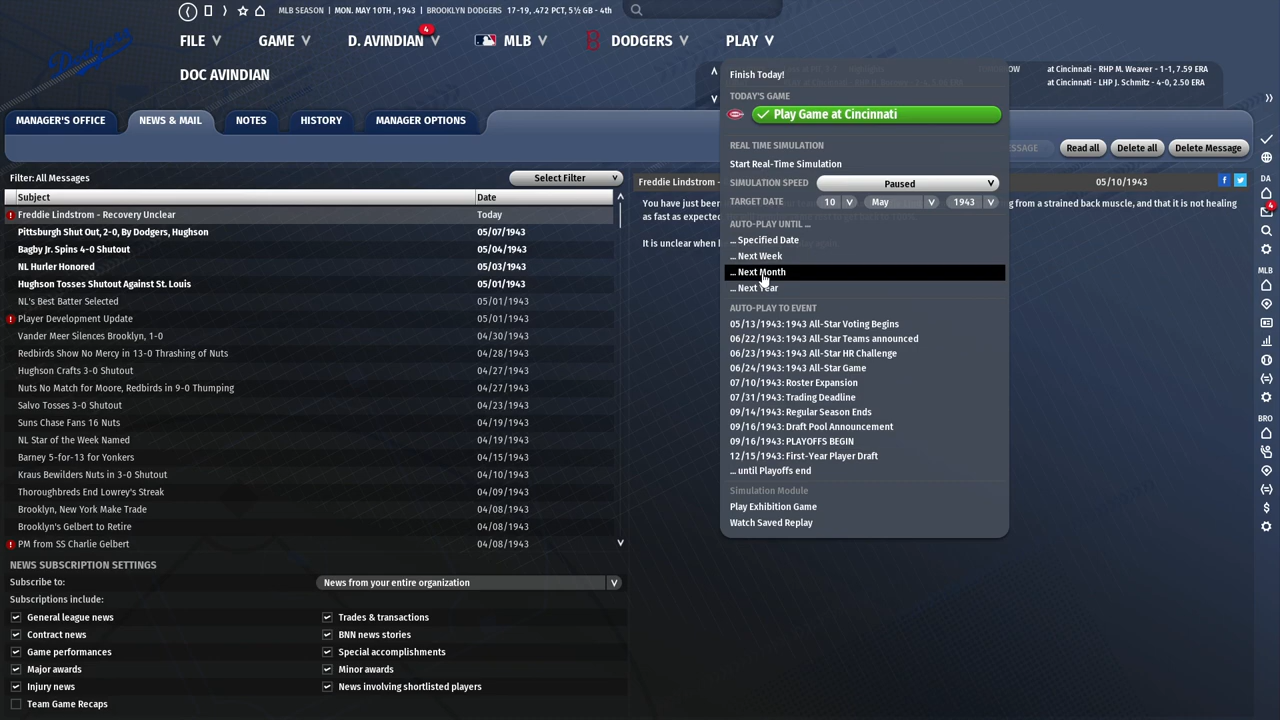 MLB SEASON | MON. MAY 10TH , 1943 | BROOKLYN DODGERS 17-19, .472 PCT, 5½ GB - 4th
FILE GAME D. AVINDIAN 4 MLB DODGERS PLAY
DOC AVINDIAN
at Cincinnati - RHP M. Weaver - 1-1, 7.59 ERA
at Cincinnati - LHP J. Schmitz - 4-0, 2.50 ERA
MANAGER'S OFFICE NEWS & MAIL NOTES HISTORY MANAGER OPTIONS
Read all Delete all Delete Message
Filter: All Messages Select Filter
Subject Date
Freddie Lindstrom - Recovery Unclear Today
Pittsburgh Shut Out, 2-0, By Dodgers, Hughson 05/07/1943
Bagby Jr. Spins 4-0 Shutout 05/04/1943
NL Hurler Honored 05/03/1943
Hughson Tosses Shutout Against St. Louis 05/01/1943
NL's Best Batter Selected 05/01/1943
Player Development Update 05/01/1943
Vander Meer Silences Brooklyn, 1-0 04/30/1943
Redbirds Show No Mercy in 13-0 Thrashing of Nuts 04/28/1943
Hughson Crafts 3-0 Shutout 04/27/1943
Nuts No Match for Moore, Redbirds in 9-0 Thumping 04/27/1943
Salvo Tosses 3-0 Shutout 04/23/1943
Suns Chase Fans 16 Nuts 04/19/1943
NL Star of the Week Named 04/19/1943
Barney 5-for-13 for Yonkers 04/15/1943
Kraus Bewilders Nuts in 3-0 Shutout 04/10/1943
Thoroughbreds End Lowrey's Streak 04/09/1943
Brooklyn, New York Make Trade 04/08/1943
Brooklyn's Gelbert to Retire 04/08/1943
PM from SS Charlie Gelbert 04/08/1943
NEWS SUBSCRIPTION SETTINGS
Subscribe to: News from your entire organization
Subscriptions include:
General league news Trades & transactions
Contract news BNN news stories
Game performances Special accomplishments
Major awards Minor awards
Injury news News involving shortlisted players
Team Game Recaps
Freddie Lindstrom - 05/10/1943
You have just been from a strained back muscle, and that it is not healing
as fast as expected
It is unclear when
Finish Today!
TODAY'S GAME
Play Game at Cincinnati
REAL TIME SIMULATION
Start Real-Time Simulation
SIMULATION SPEED Paused
TARGET DATE 10 May 1943
AUTO-PLAY UNTIL ...
... Specified Date
... Next Week
... Next Month
... Next Year
AUTO-PLAY TO EVENT
05/13/1943: 1943 All-Star Voting Begins
06/22/1943: 1943 All-Star Teams announced
06/23/1943: 1943 All-Star HR Challenge
06/24/1943: 1943 All-Star Game
07/10/1943: Roster Expansion
07/31/1943: Trading Deadline
09/14/1943: Regular Season Ends
09/16/1943: Draft Pool Announcement
09/16/1943: PLAYOFFS BEGIN
12/15/1943: First-Year Player Draft
... until Playoffs end
Simulation Module
Play Exhibition Game
Watch Saved Replay
DA
4
MLB
BRO